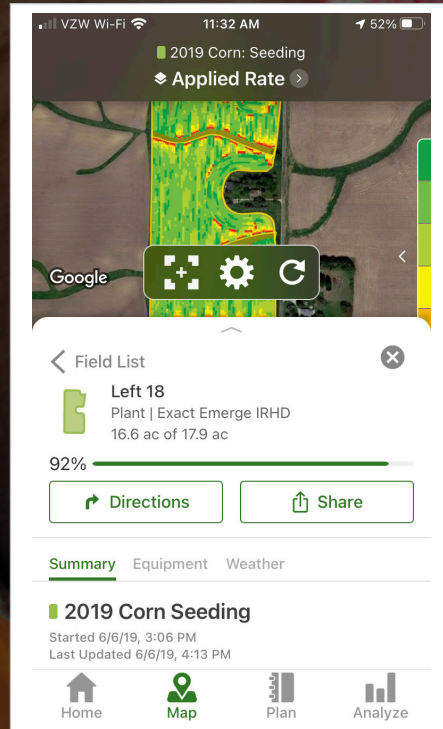 VZW Wi-Fi 11:32 AM 52%
2019 Corn: Seeding
Applied Rate
Google
Field List
Left 18
Plant | Exact Emerge IRHD
16.6 ac of 17.9 ac
92%
Directions Share
Summary Equipment Weather
2019 Corn Seeding
Started 6/6/19, 3:06 PM
Last Updated 6/6/19, 4:13 PM
Home Map Plan Analyze